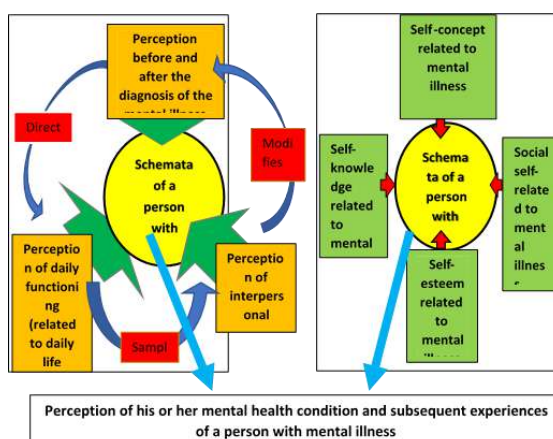 Perception
before and
after the
diagnosis of the
mental illness
Direct
Modi
fies
Schemata
of a
person
with
Perceptio
n of daily
functioni
ng
(related
to daily
life
Sampl
Perceptio
n of
interpers
onal
Self-concept
related to
mental
illness
Self-
knowle
dge
related
to
mental
Schema
ta of a
person
with
Social
self-
relate
d to
ment
al
illnes
s
Self-
esteem
related to
mental
Perception of his or her mental health condition and subsequent experiences
of a person with mental illness